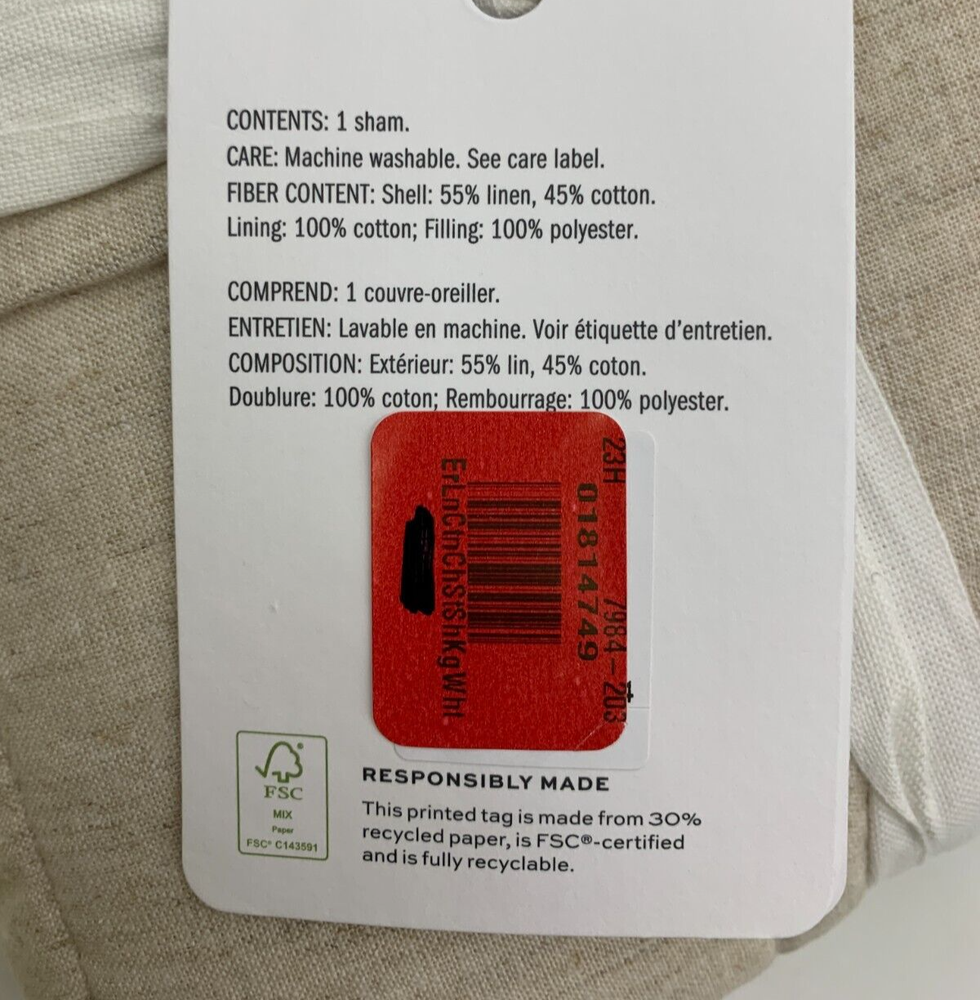 CONTENTS: 1 sham.
CARE: Machine washable. See care label.
FIBER CONTENT: Shell: 55% linen, 45% cotton.
Lining: 100% cotton; Filling: 100% polyester.
COMPREND: 1 couvre-oreiller.
ENTRETIEN: Lavable en machine. Voir étiquette d'entretien.
COMPOSITION: Extérieur: 55% lin, 45% coton.
Doublure: 100% coton; Rembourrage: 100% polyester.
23H 7984-203
01814749
ErLnChChStShKgWht
FSC
MIX
Paper
FSC® C143591
RESPONSIBLY MADE
This printed tag is made from 30%
recycled paper, is FSC®-certified
and is fully recyclable.